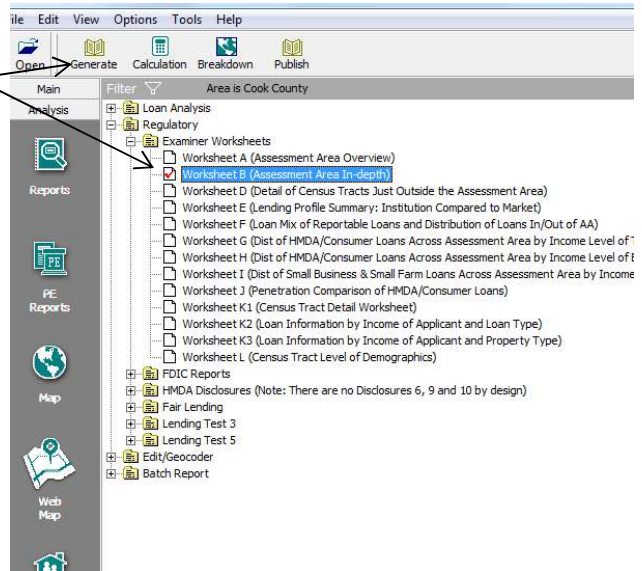 ile Edit View Options Tools Help
Open Generate Calculation Breakdown Publish
Main
Filter Area is Cook County
Analysis
Loan Analysis
Regulatory
Examiner Worksheets
Worksheet A (Assessment Area Overview)
Worksheet B (Assessment Area In-depth)
Worksheet D (Detail of Census Tracts Just Outside the Assessment Area)
Worksheet E (Lending Profile Summary: Institution Compared to Market)
Worksheet F (Loan Mix of Reportable Loans and Distribution of Loans In/Out of AA)
Worksheet G (Dist of HMDA/Consumer Loans Across Assessment Area by Income Level of T
Worksheet H (Dist of HMDA/Consumer Loans Across Assessment Area by Income Level of B
Worksheet I (Dist of Small Business & Small Farm Loans Across Assessment Area by Income
Worksheet J (Penetration Comparison of HMDA/Consumer Loans)
Worksheet K1 (Census Tract Detail Worksheet)
Worksheet K2 (Loan Information by Income of Applicant and Loan Type)
Worksheet K3 (Loan Information by Income of Applicant and Property Type)
Worksheet L (Census Tract Level of Demographics)
FDIC Reports
HMDA Disclosures (Note: There are no Disclosures 6, 9 and 10 by design)
Fair Lending
Lending Test 3
Lending Test 5
Edit/Geocoder
Batch Report
Reports
PE
PE
Reports
Map
Web
Map